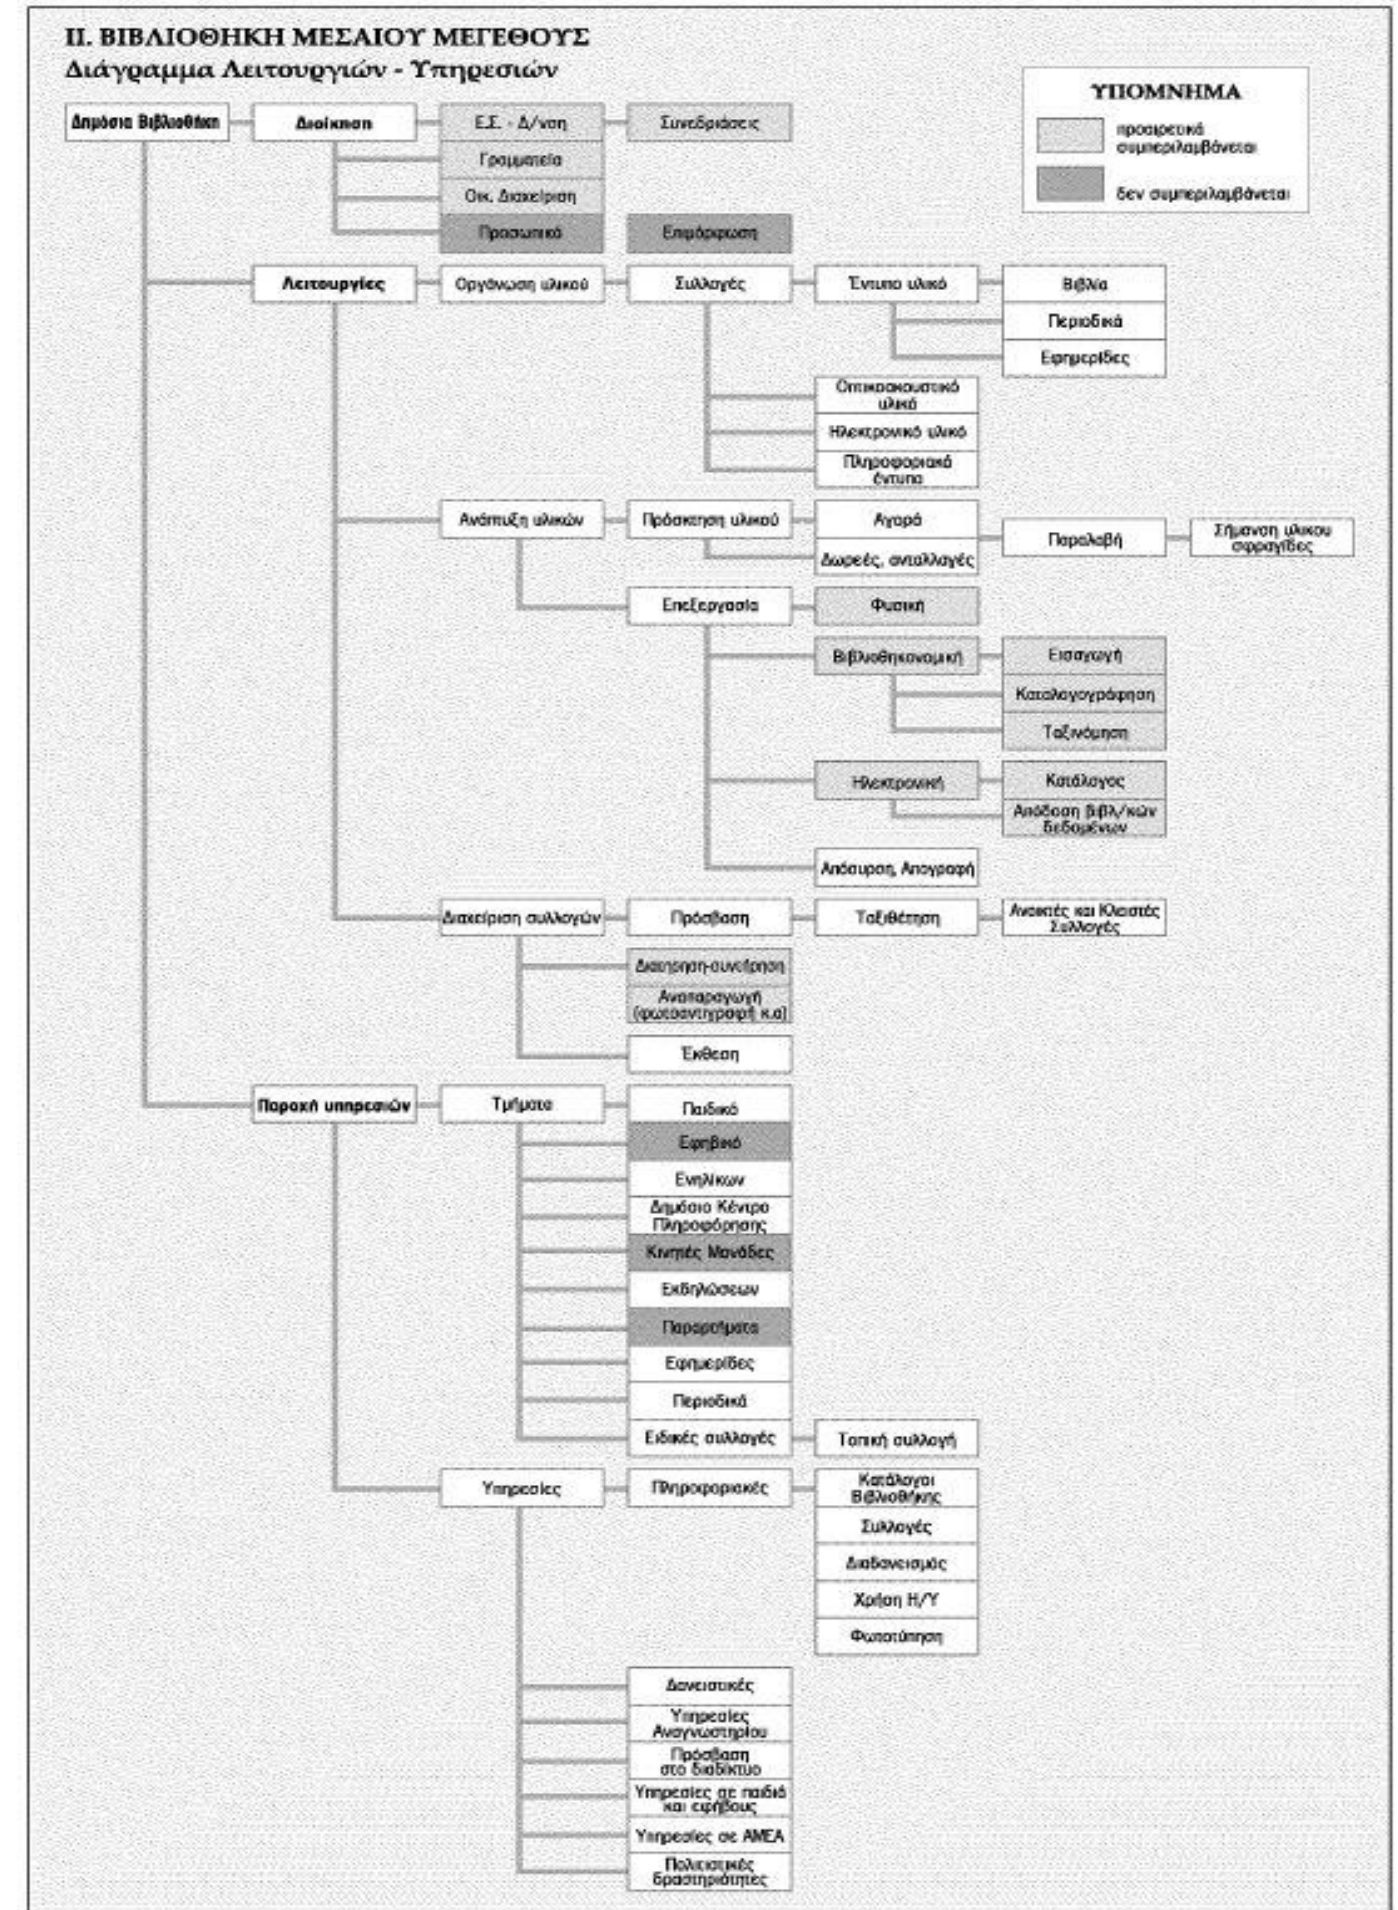 II. ΒΙΒΛΙΟΘΗΚΗ ΜΕΣΑΙΟΥ ΜΕΓΕΘΟΥΣ
Διάγραμμα Λειτουργιών - Υπηρεσιών
ΥΠΟΜΝΗΜΑ
προαιρετικά
συμπεριλαμβάνεται
δεν συμπεριλαμβάνεται
Δημόσια Βιβλιοθήκη
Διοίκηση
Ε.Σ. - Δ/νση
Συνεδριάσεις
Γραμματεία
Οικ. Διαχείριση
Προσωπικό
Επιμόρφωση
Λειτουργίες
Οργάνωση υλικού
Συλλογές
Έντυπο υλικό
Βιβλία
Περιοδικά
Εφημερίδες
Οπτικοακουστικό
υλικό
Ηλεκτρονικό υλικό
Πληροφοριακά
έντυπα
Ανάπτυξη υλικών
Πρόσκτηση υλικού
Αγορά
Δωρεές, ανταλλαγές
Παραλαβή
Σήμανση υλικου
σφραγίδες
Επεξεργασία
Φυσική
Βιβλιοθηκονομική
Εισαγωγή
Καταλογογράφηση
Ταξινόμηση
Ηλεκτρονική
Κατάλογος
Απόδοση βιβλ/κών
δεδομένων
Απόσυρση, Απογραφή
Διαχείριση συλλογών
Πρόσβαση
Ταξιθέτηση
Ανοικτές και Κλειστές
Συλλογές
Διατήρηση-συντήρηση
Αναπαραγωγή
(φωτοαντιγραφή κ.α)
Έκθεση
Παροχή υπηρεσιών
Τμήματα
Παιδικό
Εφηβικό
Ενηλίκων
Δημόσιο Κέντρο
Πληροφόρησης
Κινητές Μονάδες
Εκδηλώσεων
Παραρτήματα
Εφημερίδες
Περιοδικά
Ειδικές συλλογές
Τοπική συλλογή
Υπηρεσίες
Πληροφοριακές
Κατάλογοι
Βιβλιοθήκης
Συλλογές
Διαδανεισμός
Χρήση Η/Υ
Φωτοτύπηση
Δανειστικές
Υπηρεσίες
Αναγνωστηρίου
Πρόσβαση
στο διαδίκτυο
Υπηρεσίες σε παιδιά
και εφήβους
Υπηρεσίες σε ΑΜΕΑ
Πολιτιστικές
δραστηριότητες